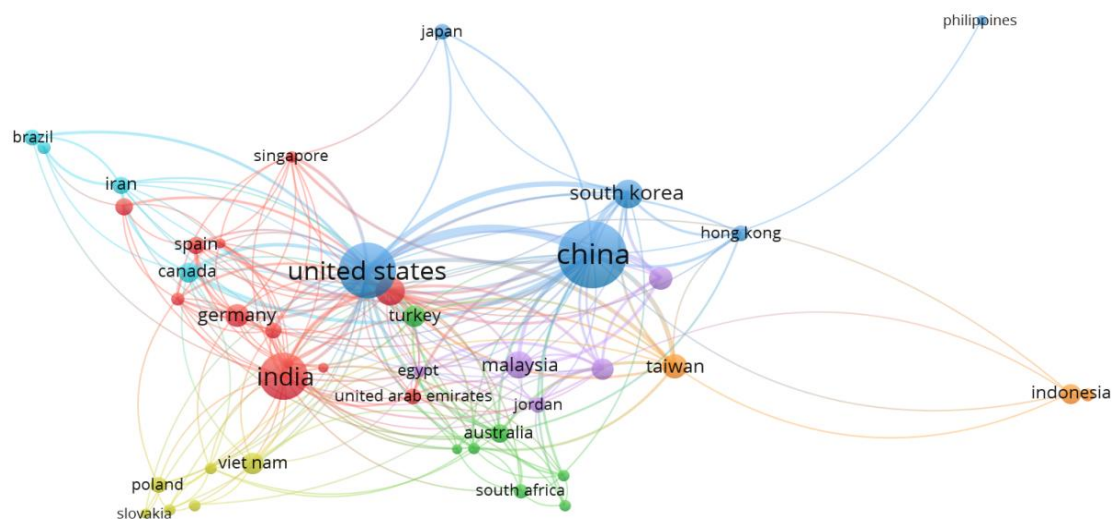 philippines
japan
brazil
singapore
iran
south korea
hong kong
spain
china
canada
united states
germany
turkey
malaysia
taiwan
egypt
india
united arab emirates
indonesia
jordan
australia
viet nam
poland
south africa
slovakia